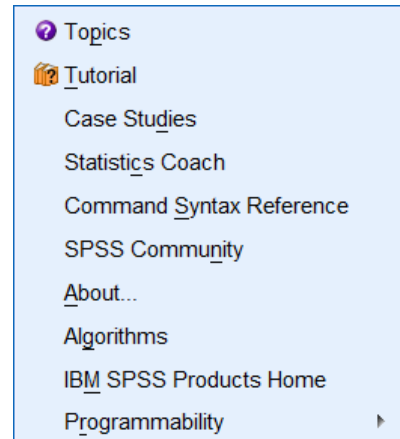 Topics
Tutorial
Case Studies
Statistics Coach
Command Syntax Reference
SPSS Community
About...
Algorithms
IBM SPSS Products Home
Programmability